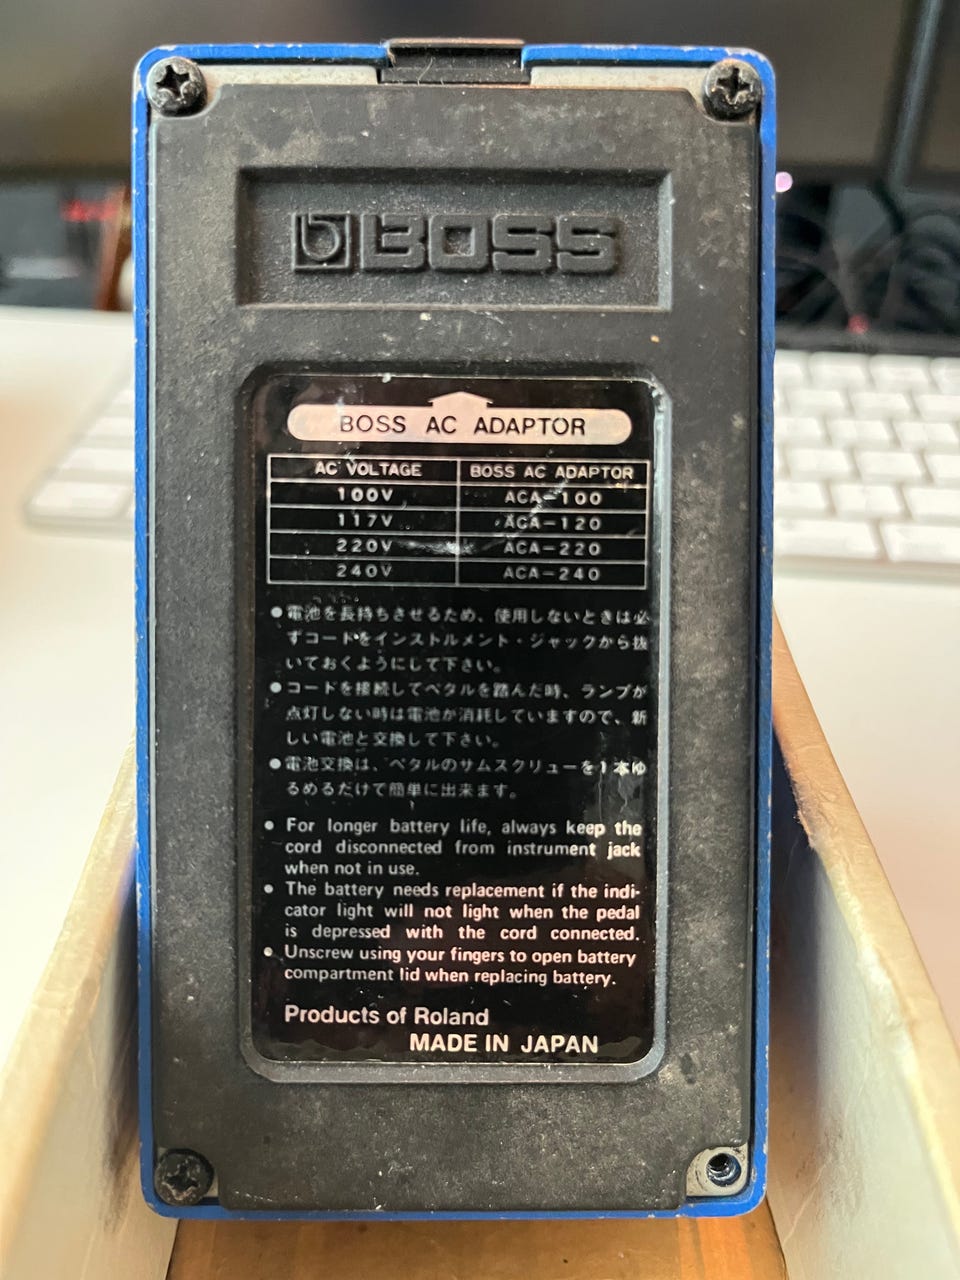 BOSS
BOSS AC ADAPTOR
AC VOLTAGE BOSS AC ADAPTOR
100V ACA-100
117V ACA-120
220V ACA-220
240V ACA-240
●電池を長持ちさせるため、使用しないときは必
ずコードをインストルメント・ジャックから抜
いておくようにして下さい。
●コードを接続してペタルを踏んだ時、ランプが
点灯しない時は電池が消耗していますので、新
しい電池と交換して下さい。
●電池交換は、ペタルのサムスクリューを1本ゆ
るめるだけで簡単に出来ます。
● For longer battery life, always keep the
cord disconnected from instrument jack
when not in use.
● The battery needs replacement if the indi-
cator light will not light when the pedal
is depressed with the cord connected.
● Unscrew using your fingers to open battery
compartment lid when replacing battery.
Products of Roland
MADE IN JAPAN